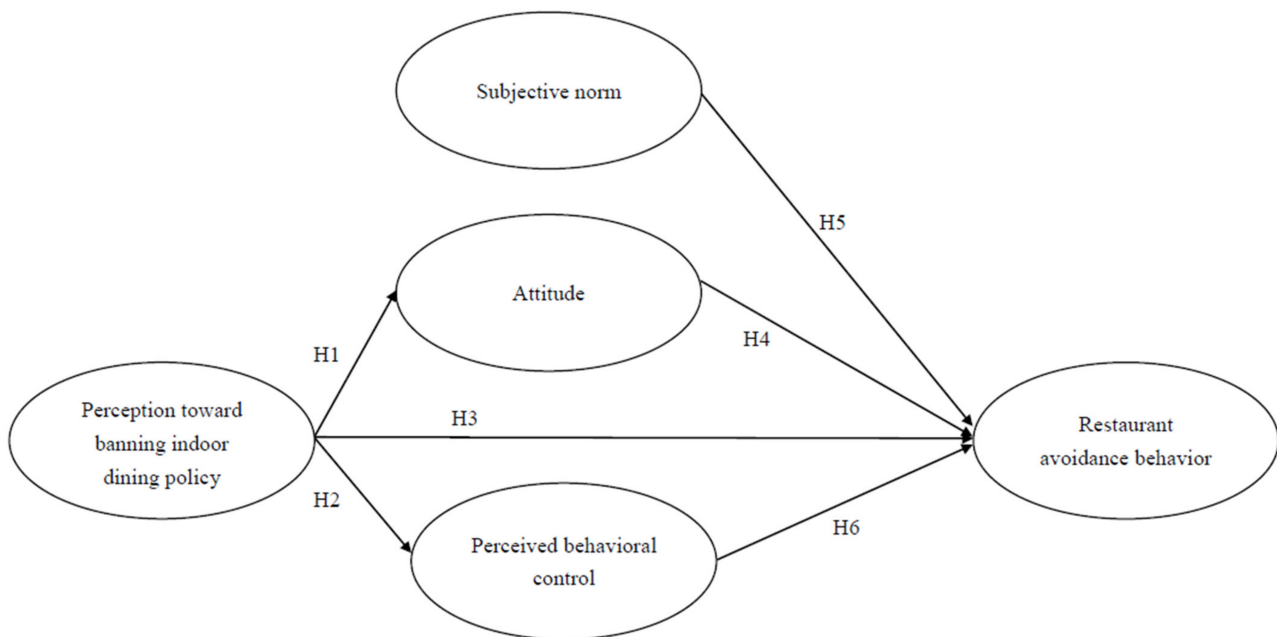 Subjective norm
H5
Attitude
H4
H1
Perception toward
banning indoor
dining policy
H3
Restaurant
avoidance behavior
H2
Perceived behavioral
control
H6